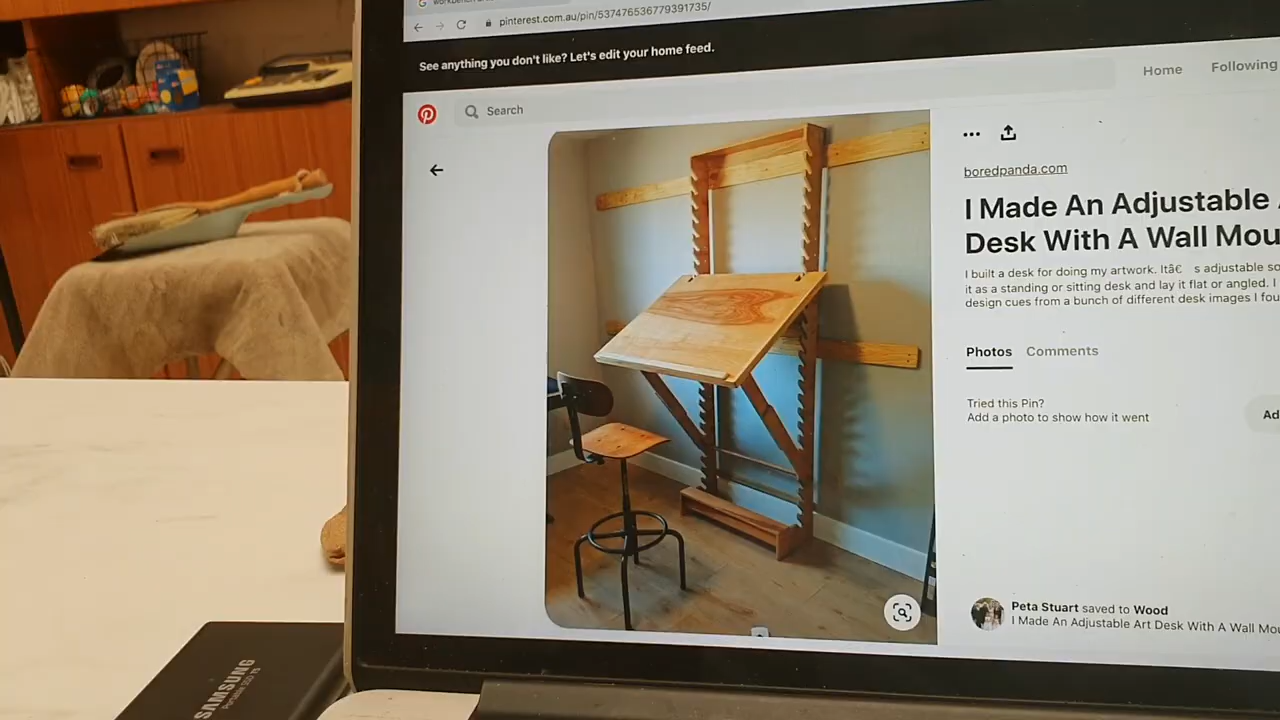 pinterest.com.au/pin/537476536779391735/
See anything you don't like? Let's edit your home feed.
Search
Home Following
boredpanda.com
I Made An Adjustable
Desk With A Wall Mou
I built a desk for doing my artwork. Itâ€ s adjustable so
it as a standing or sitting desk and lay it flat or angled. I
design cues from a bunch of different desk images I fou
Photos Comments
Tried this Pin?
Add a photo to show how it went
Ad
Peta Stuart saved to Wood
I Made An Adjustable Art Desk With A Wall Mou
SAMSUNG
Portable SSD T5